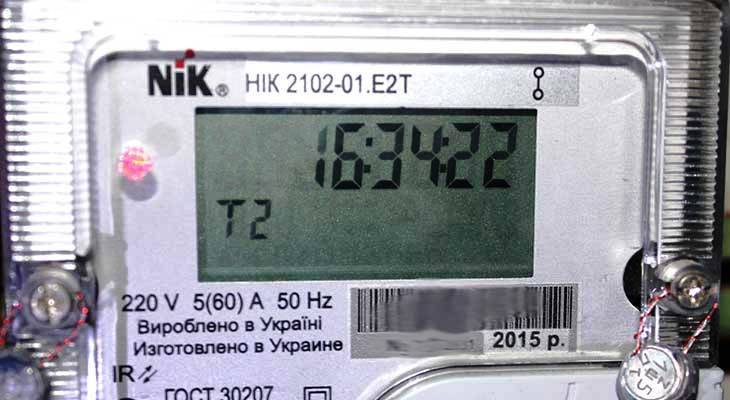 NiK® НІК 2102-01.Е2Т
16:34:22
T2
220 V 5(60) A 50 Hz
Вироблено в Україні
Изготовлено в Украине
2015 р.
IR
ГОСТ 30207